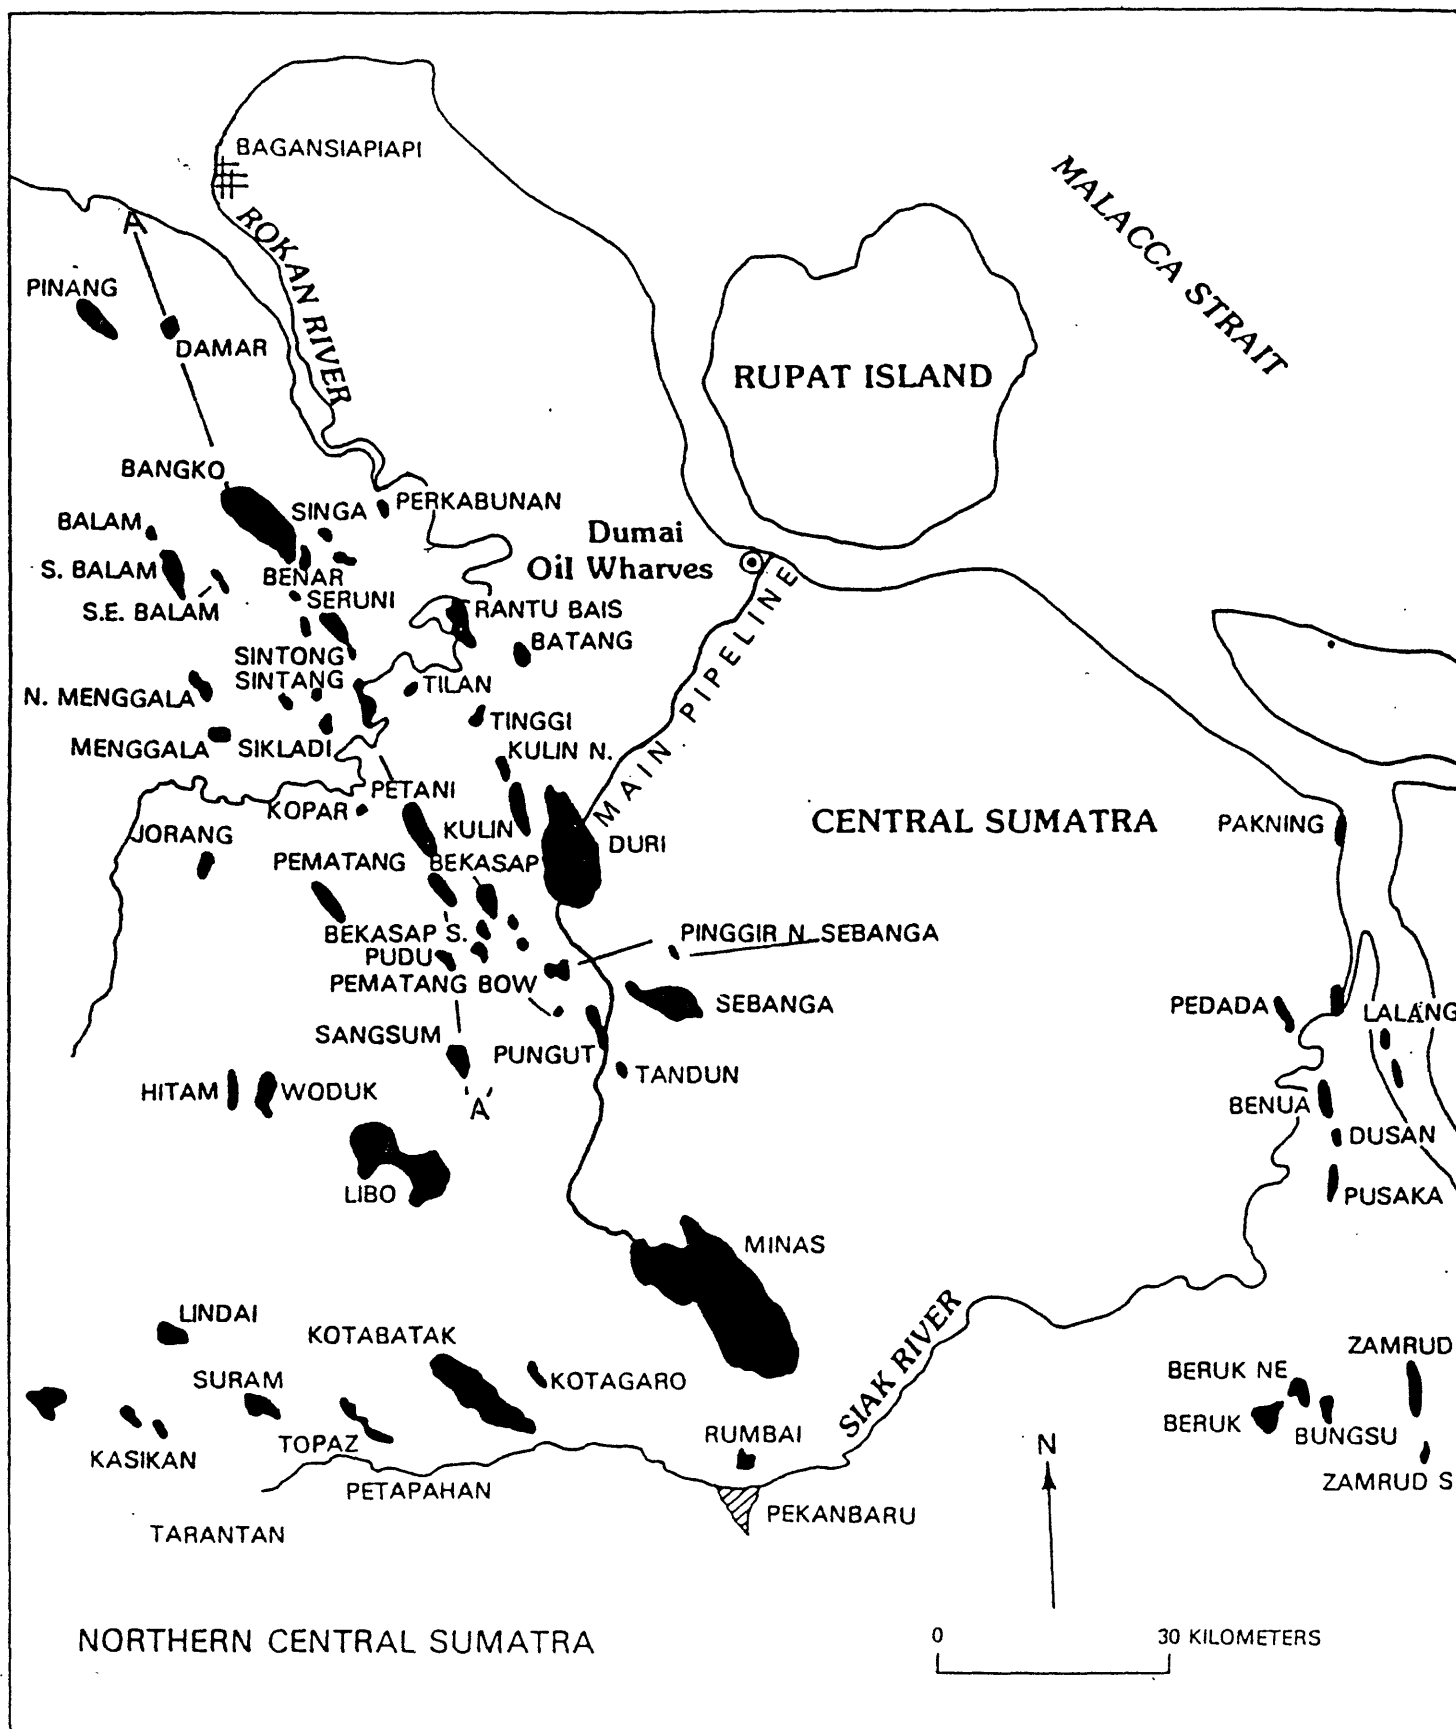 BAGANSIAPIAPI
ROKAN RIVER
MALACCA STRAIT
A
PINANG
DAMAR
RUPAT ISLAND
BANGKO
SINGA
PERKABUNAN
BALAM
Dumai
Oil Wharves
S. BALAM
BENAR
SERUNI
S.E. BALAM
RANTU BAIS
BATANG
MAIN PIPELINE
SINTONG
SINTANG
TILAN
N. MENGGALA
TINGGI
MENGGALA
SIKLADI
KULIN N.
PETANI
KOPAR
JORANG
KULIN
DURI
CENTRAL SUMATRA
PAKNING
PEMATANG
BEKASAP
BEKASAP S.
PINGGIR N. SEBANGA
PUDU
PEMATANG BOW
SEBANGA
PEDADA
LALANG
SANGSUM
PUNGUT
TANDUN
HITAM
WODUK
A'
BENUA
DUSAN
LIBO
PUSAKA
MINAS
LINDAI
KOTABATAK
SIAK RIVER
ZAMRUD
SURAM
KOTAGARO
BERUK NE
BERUK
BUNGSU
TOPAZ
RUMBAI
KASIKAN
N
ZAMRUD S
PETAPAHAN
PEKANBARU
TARANTAN
NORTHERN CENTRAL SUMATRA
0
30 KILOMETERS